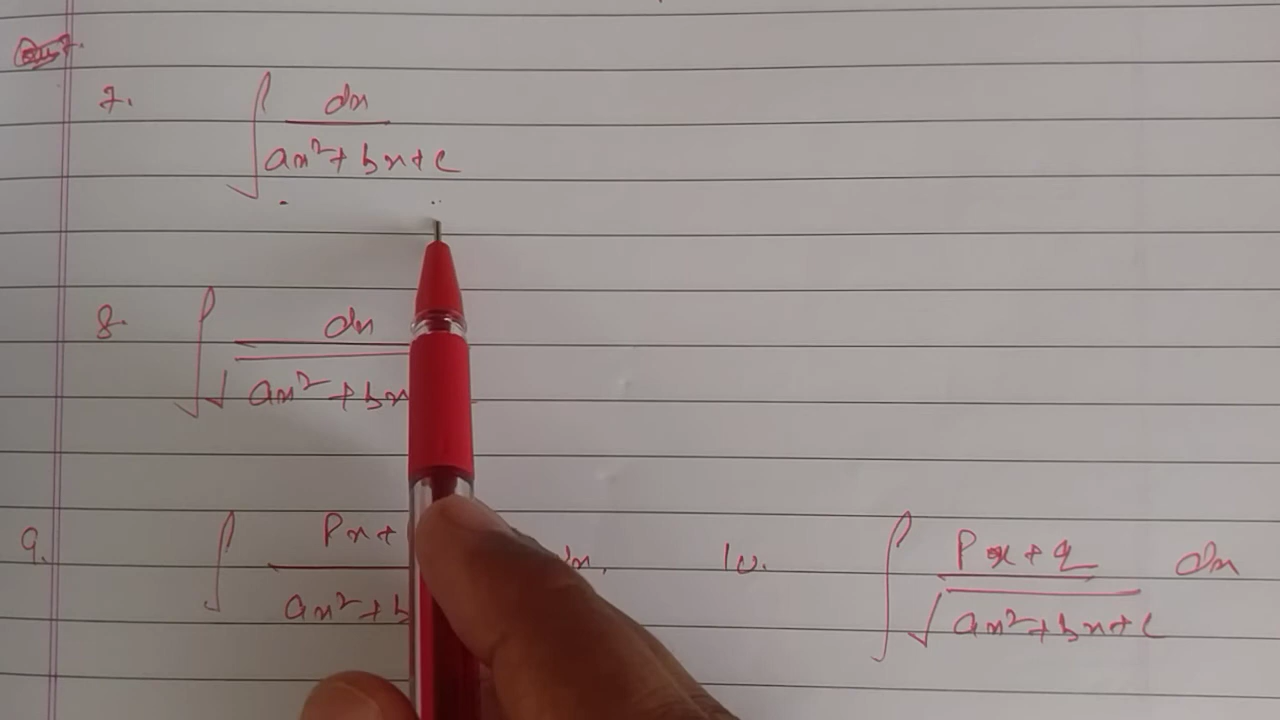 7. ∫ dx / ax² + bx + c
8. ∫ dx / √ ax² + bx
9. ∫ Px + / ax² + b dx, 10. ∫ Px + q / √ ax² + bx + c dx